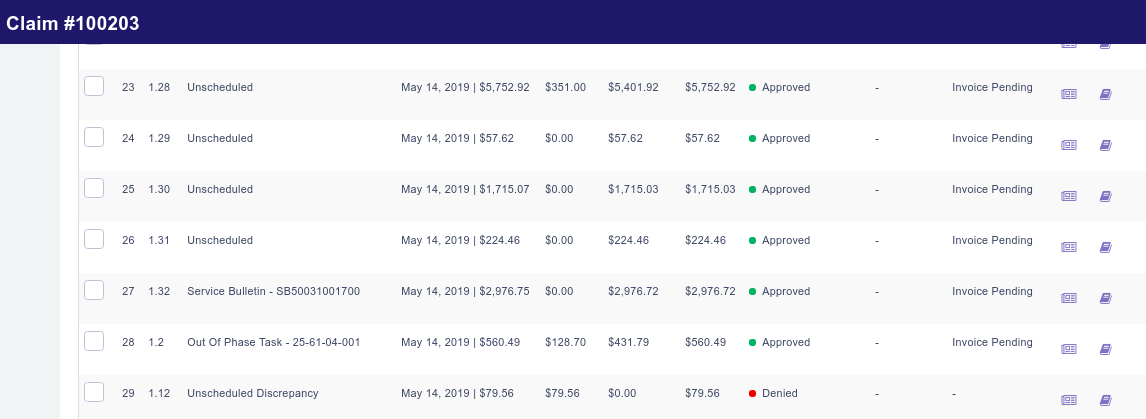 Claim #100203
23 1.28 Unscheduled May 14, 2019 | $5,752.92 $351.00 $5,401.92 $5,752.92 Approved - Invoice Pending
24 1.29 Unscheduled May 14, 2019 | $57.62 $0.00 $57.62 $57.62 Approved - Invoice Pending
25 1.30 Unscheduled May 14, 2019 | $1,715.07 $0.00 $1,715.03 $1,715.03 Approved - Invoice Pending
26 1.31 Unscheduled May 14, 2019 | $224.46 $0.00 $224.46 $224.46 Approved - Invoice Pending
27 1.32 Service Bulletin - SB50031001700 May 14, 2019 | $2,976.75 $0.00 $2,976.72 $2,976.72 Approved - Invoice Pending
28 1.2 Out Of Phase Task - 25-61-04-001 May 14, 2019 | $560.49 $128.70 $431.79 $560.49 Approved - Invoice Pending
29 1.12 Unscheduled Discrepancy May 14, 2019 | $79.56 $79.56 $0.00 $79.56 Denied - -